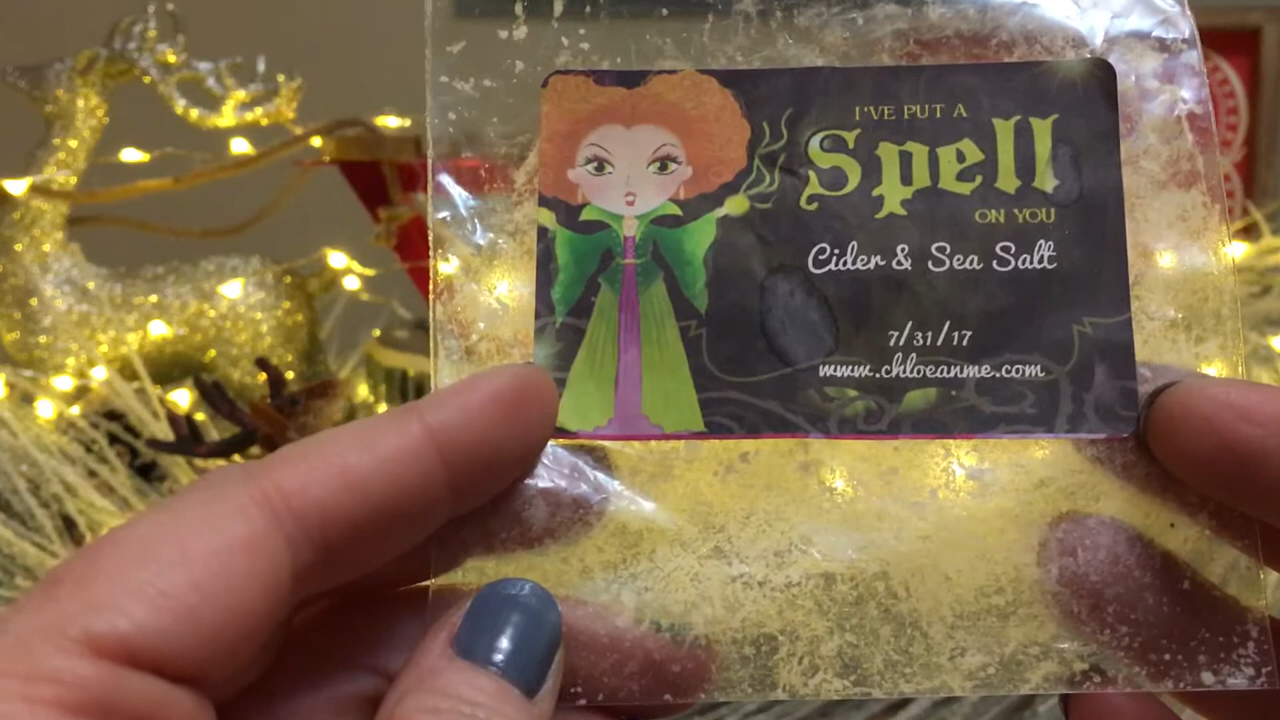 I'VE PUT A
Spell
ON YOU
Cider & Sea Salt
7/31/17
www.chloeanme.com